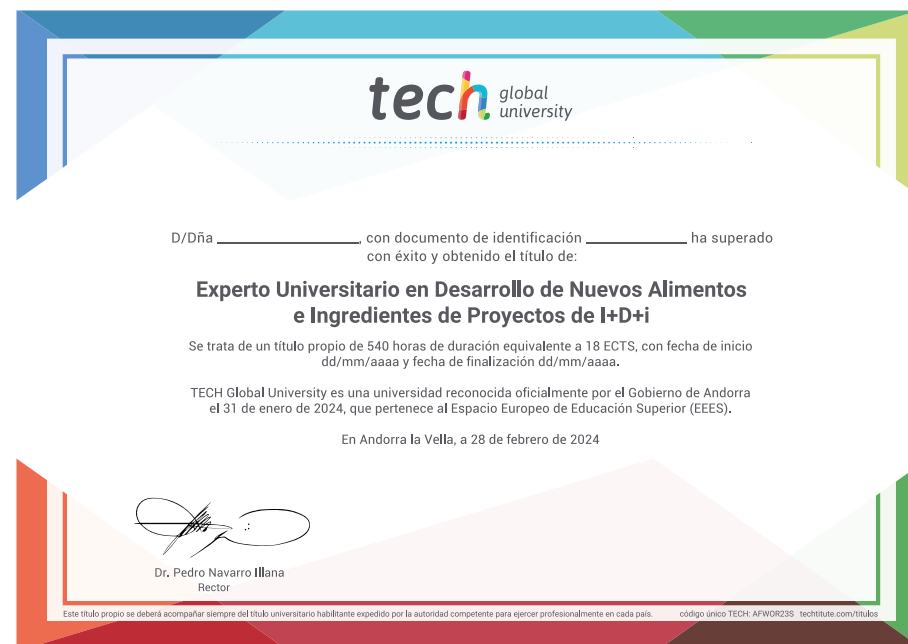 tech global university
D/Dña ________________, con documento de identificación ____________ ha superado
con éxito y obtenido el título de:
Experto Universitario en Desarrollo de Nuevos Alimentos
e Ingredientes de Proyectos de I+D+i
Se trata de un título propio de 540 horas de duración equivalente a 18 ECTS, con fecha de inicio
dd/mm/aaaa y fecha de finalización dd/mm/aaaa.
TECH Global University es una universidad reconocida oficialmente por el Gobierno de Andorra
el 31 de enero de 2024, que pertenece al Espacio Europeo de Educación Superior (EEES).
En Andorra la Vella, a 28 de febrero de 2024
Dr. Pedro Navarro Illana
Rector
Este título propio se deberá acompañar siempre del título universitario habilitante expedido por la autoridad competente para ejercer profesionalmente en cada país. código único TECH: AFWOR23S techtitute.com/titulos